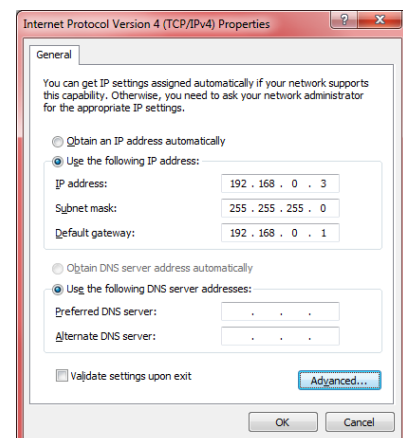 Internet Protocol Version 4 (TCP/IPv4) Properties
General
You can get IP settings assigned automatically if your network supports
this capability. Otherwise, you need to ask your network administrator
for the appropriate IP settings.
Obtain an IP address automatically
Use the following IP address:
IP address: 192 . 168 . 0 . 3
Subnet mask: 255 . 255 . 255 . 0
Default gateway: 192 . 168 . 0 . 1
Obtain DNS server address automatically
Use the following DNS server addresses:
Preferred DNS server: . . .
Alternate DNS server: . . .
Validate settings upon exit
Advanced...
OK Cancel